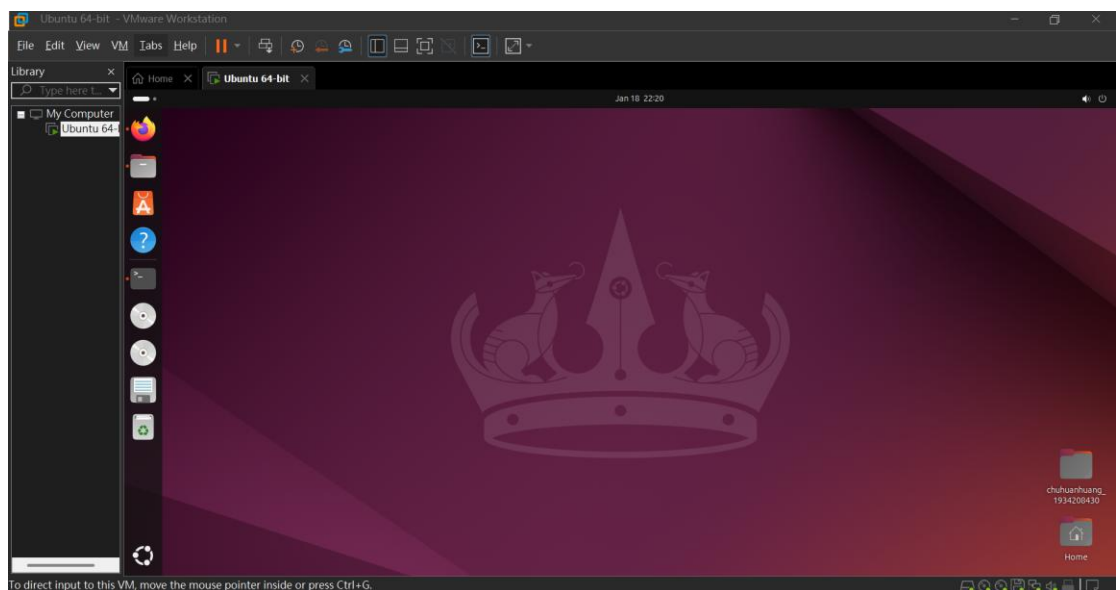 Ubuntu 64-bit - VMware Workstation
File Edit View VM Tabs Help
Library
Home
Ubuntu 64-bit
Type here t...
Jan 18 22:20
My Computer
Ubuntu 64-
chuhuanhuang_
1934208430
Home
To direct input to this VM, move the mouse pointer inside or press Ctrl+G.